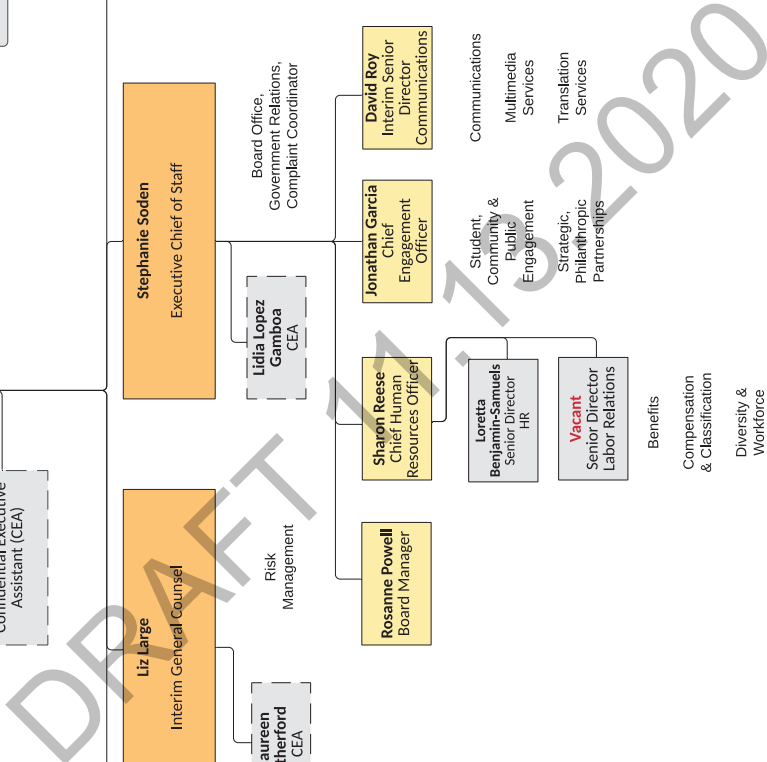 Confidential Executive
Assistant (CEA)
Liz Large
Interim General Counsel
Risk
Management
CEA
Stephanie Soden
Executive Chief of Staff
Board Office,
Government Relations,
Complaint Coordinator
Lidia Lopez
Gamboa
CEA
Rosanne Powell
Board Manager
Sharon Reese
Chief Human
Resources Officer
Loretta
Benjamin-Samuels
Senior Director
HR
Vacant
Senior Director
Labor Relations
Benefits
Compensation
& Classification
Diversity &
Workforce
Jonathan Garcia
Chief
Engagement
Officer
Student,
Community &
Public
Engagement
Strategic,
Philanthropic
Partnerships
David Roy
Interim Senior
Director
Communications
Communications
Multimedia
Services
Translation
Services
DRAFT 11.13.2020